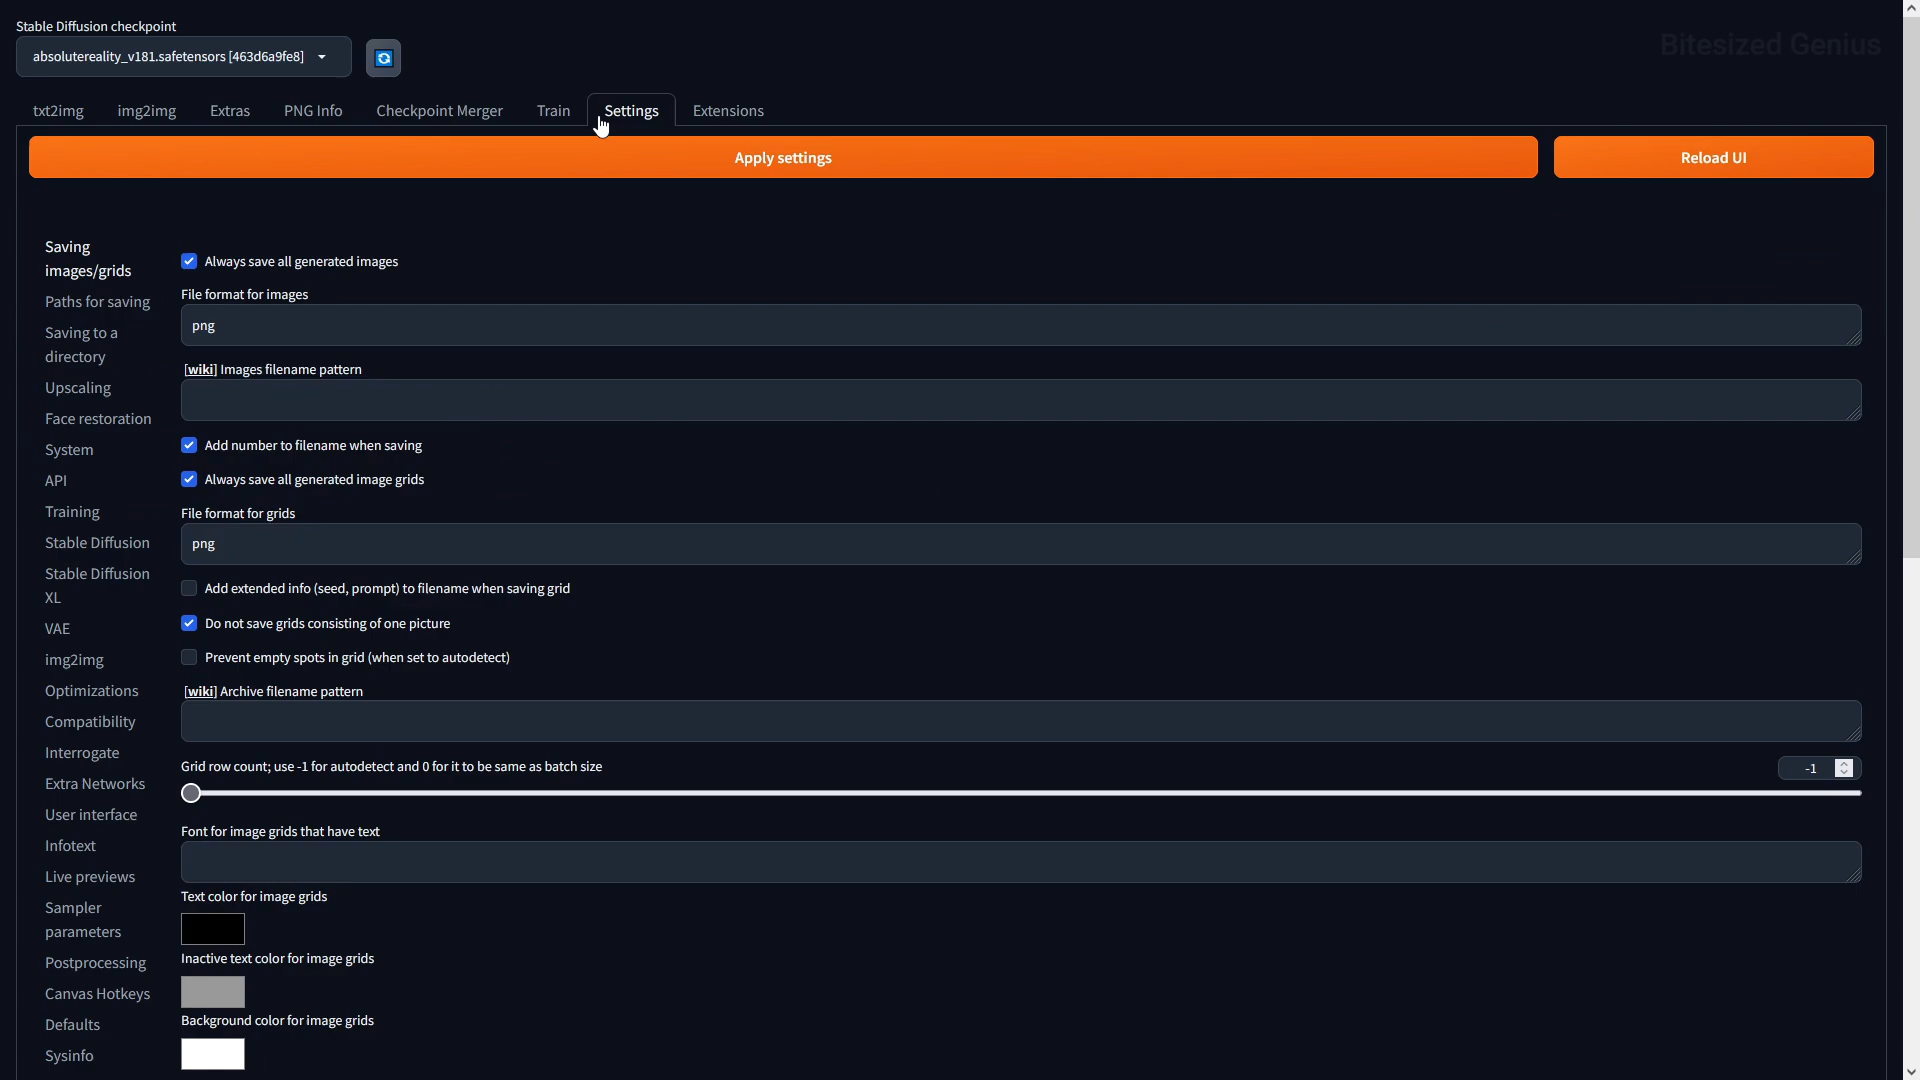 Stable Diffusion checkpoint
absolutereality_v181.safetensors [463d6a9fe8]
Bitesized Genius
txt2img
img2img
Extras
PNG Info
Checkpoint Merger
Train
Settings
Extensions
Apply settings
Reload UI
Saving
images/grids
Paths for saving
Saving to a
directory
Upscaling
Face restoration
System
API
Training
Stable Diffusion
Stable Diffusion
XL
VAE
img2img
Optimizations
Compatibility
Interrogate
Extra Networks
User interface
Infotext
Live previews
Sampler
parameters
Postprocessing
Canvas Hotkeys
Defaults
Sysinfo
Always save all generated images
File format for images
png
[wiki] Images filename pattern
Add number to filename when saving
Always save all generated image grids
File format for grids
png
Add extended info (seed, prompt) to filename when saving grid
Do not save grids consisting of one picture
Prevent empty spots in grid (when set to autodetect)
[wiki] Archive filename pattern
Grid row count; use -1 for autodetect and 0 for it to be same as batch size
-1
Font for image grids that have text
Text color for image grids
Inactive text color for image grids
Background color for image grids